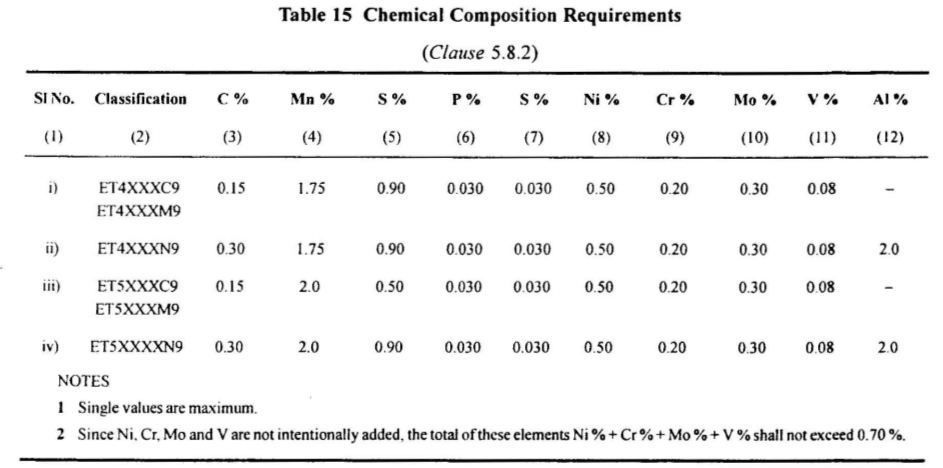 Table 15 Chemical Composition Requirements
(Clause 5.8.2)
Sl No. Classification C % Mn % S % P % S % Ni % Cr % Mo % V % Al %
(1) (2) (3) (4) (5) (6) (7) (8) (9) (10) (11) (12)
i) ET4XXXC9 0.15 1.75 0.90 0.030 0.030 0.50 0.20 0.30 0.08 –
ET4XXXM9
ii) ET4XXXN9 0.30 1.75 0.90 0.030 0.030 0.50 0.20 0.30 0.08 2.0
iii) ET5XXXC9 0.15 2.0 0.50 0.030 0.030 0.50 0.20 0.30 0.08 –
ET5XXXM9
iv) ET5XXXXN9 0.30 2.0 0.90 0.030 0.030 0.50 0.20 0.30 0.08 2.0
NOTES
1 Single values are maximum.
2 Since Ni, Cr, Mo and V are not intentionally added, the total of these elements Ni % + Cr % + Mo % + V % shall not exceed 0.70 %.